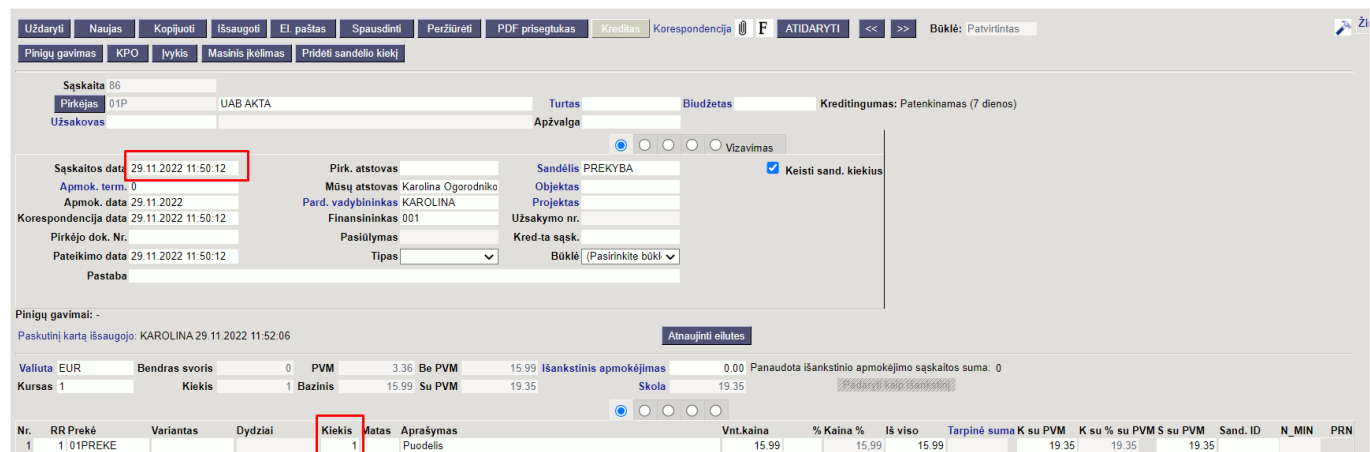 Uždaryti Naujas Kopijuoti Išsaugoti El. paštas Spausdinti Peržiūrėti PDF prisegtukas Kreditas Korespondencija F ATIDARYTI << >> Būklė: Patvirtintas
Pinigų gavimas KPO Įvykis Masinis įkėlimas Pridėti sandėlio kiekį
Sąskaita 86
Pirkėjas 01P UAB AKTA Turtas Biudžetas Kreditingumas: Patenkinamas (7 dienos)
Užsakovas Apžvalga
Vizavimas
Sąskaitos data 29.11.2022 11:50:12 Pirk. atstovas Sandėlis PREKYBA Keisti sand. kiekius
Apmok. term. 0 Mūsų atstovas Karolina Ogorodniko Objektas
Apmok. data 29.11.2022 Pard. vadybininkas KAROLINA Projektas
Korespondencija data 29.11.2022 11:50:12 Finansininkas 001 Užsakymo nr.
Pirkėjo dok. Nr. Pasiūlymas Kred-ta sąsk.
Pateikimo data 29.11.2022 11:50:12 Tipas Būklė (Pasirinkite būkl
Pastaba
Pinigų gavimai: -
Paskutinį kartą išsaugojo: KAROLINA 29.11.2022 11:52:06 Atnaujinti eilutes
Valiuta EUR Bendras svoris 0 PVM 3.36 Be PVM 15.99 Išankstinis apmokėjimas 0.00 Panaudota išankstinio apmokėjimo sąskaitos suma: 0
Kursas 1 Kiekis 1 Bazinis 15.99 Su PVM 19.35 Skola 19.35 Padaryti kaip išankstinį
Nr. RR Prekė Variantas Dydziai Kiekis Matas Aprašymas Vnt.kaina % Kaina % Iš viso Tarpinė suma K su PVM K su % su PVM S su PVM Sand. ID N_MIN PRN
1 1 01PREKE 1 Puodelis 15.99 15,99 15.99 19.35 19.35 19.35